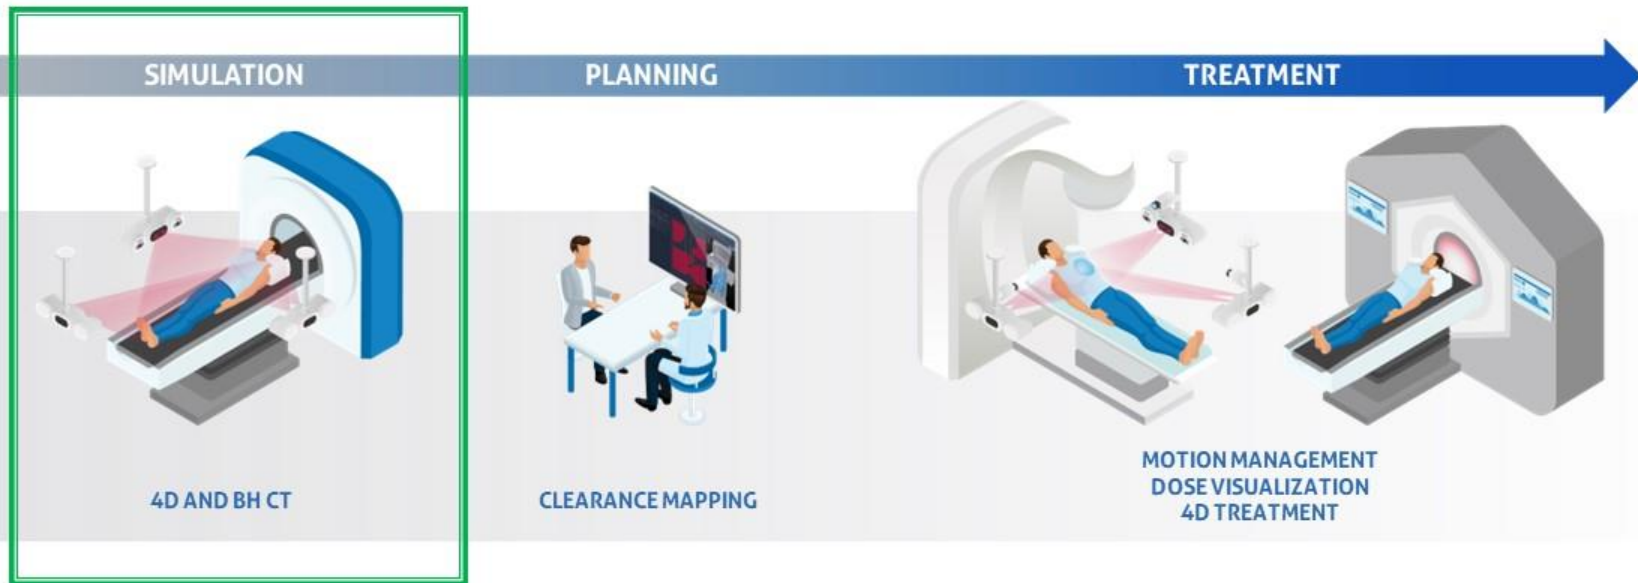 SIMULATION
PLANNING
TREATMENT
4D AND BH CT
CLEARANCE MAPPING
MOTION MANAGEMENT
DOSE VISUALIZATION
4D TREATMENT